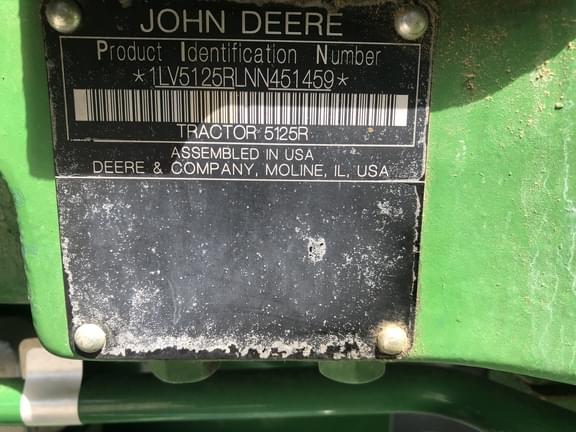 JOHN DEERE
Product Identification Number
*1LV5125RLNN451459*
TRACTOR 5125R
ASSEMBLED IN USA
DEERE & COMPANY, MOLINE, IL, USA